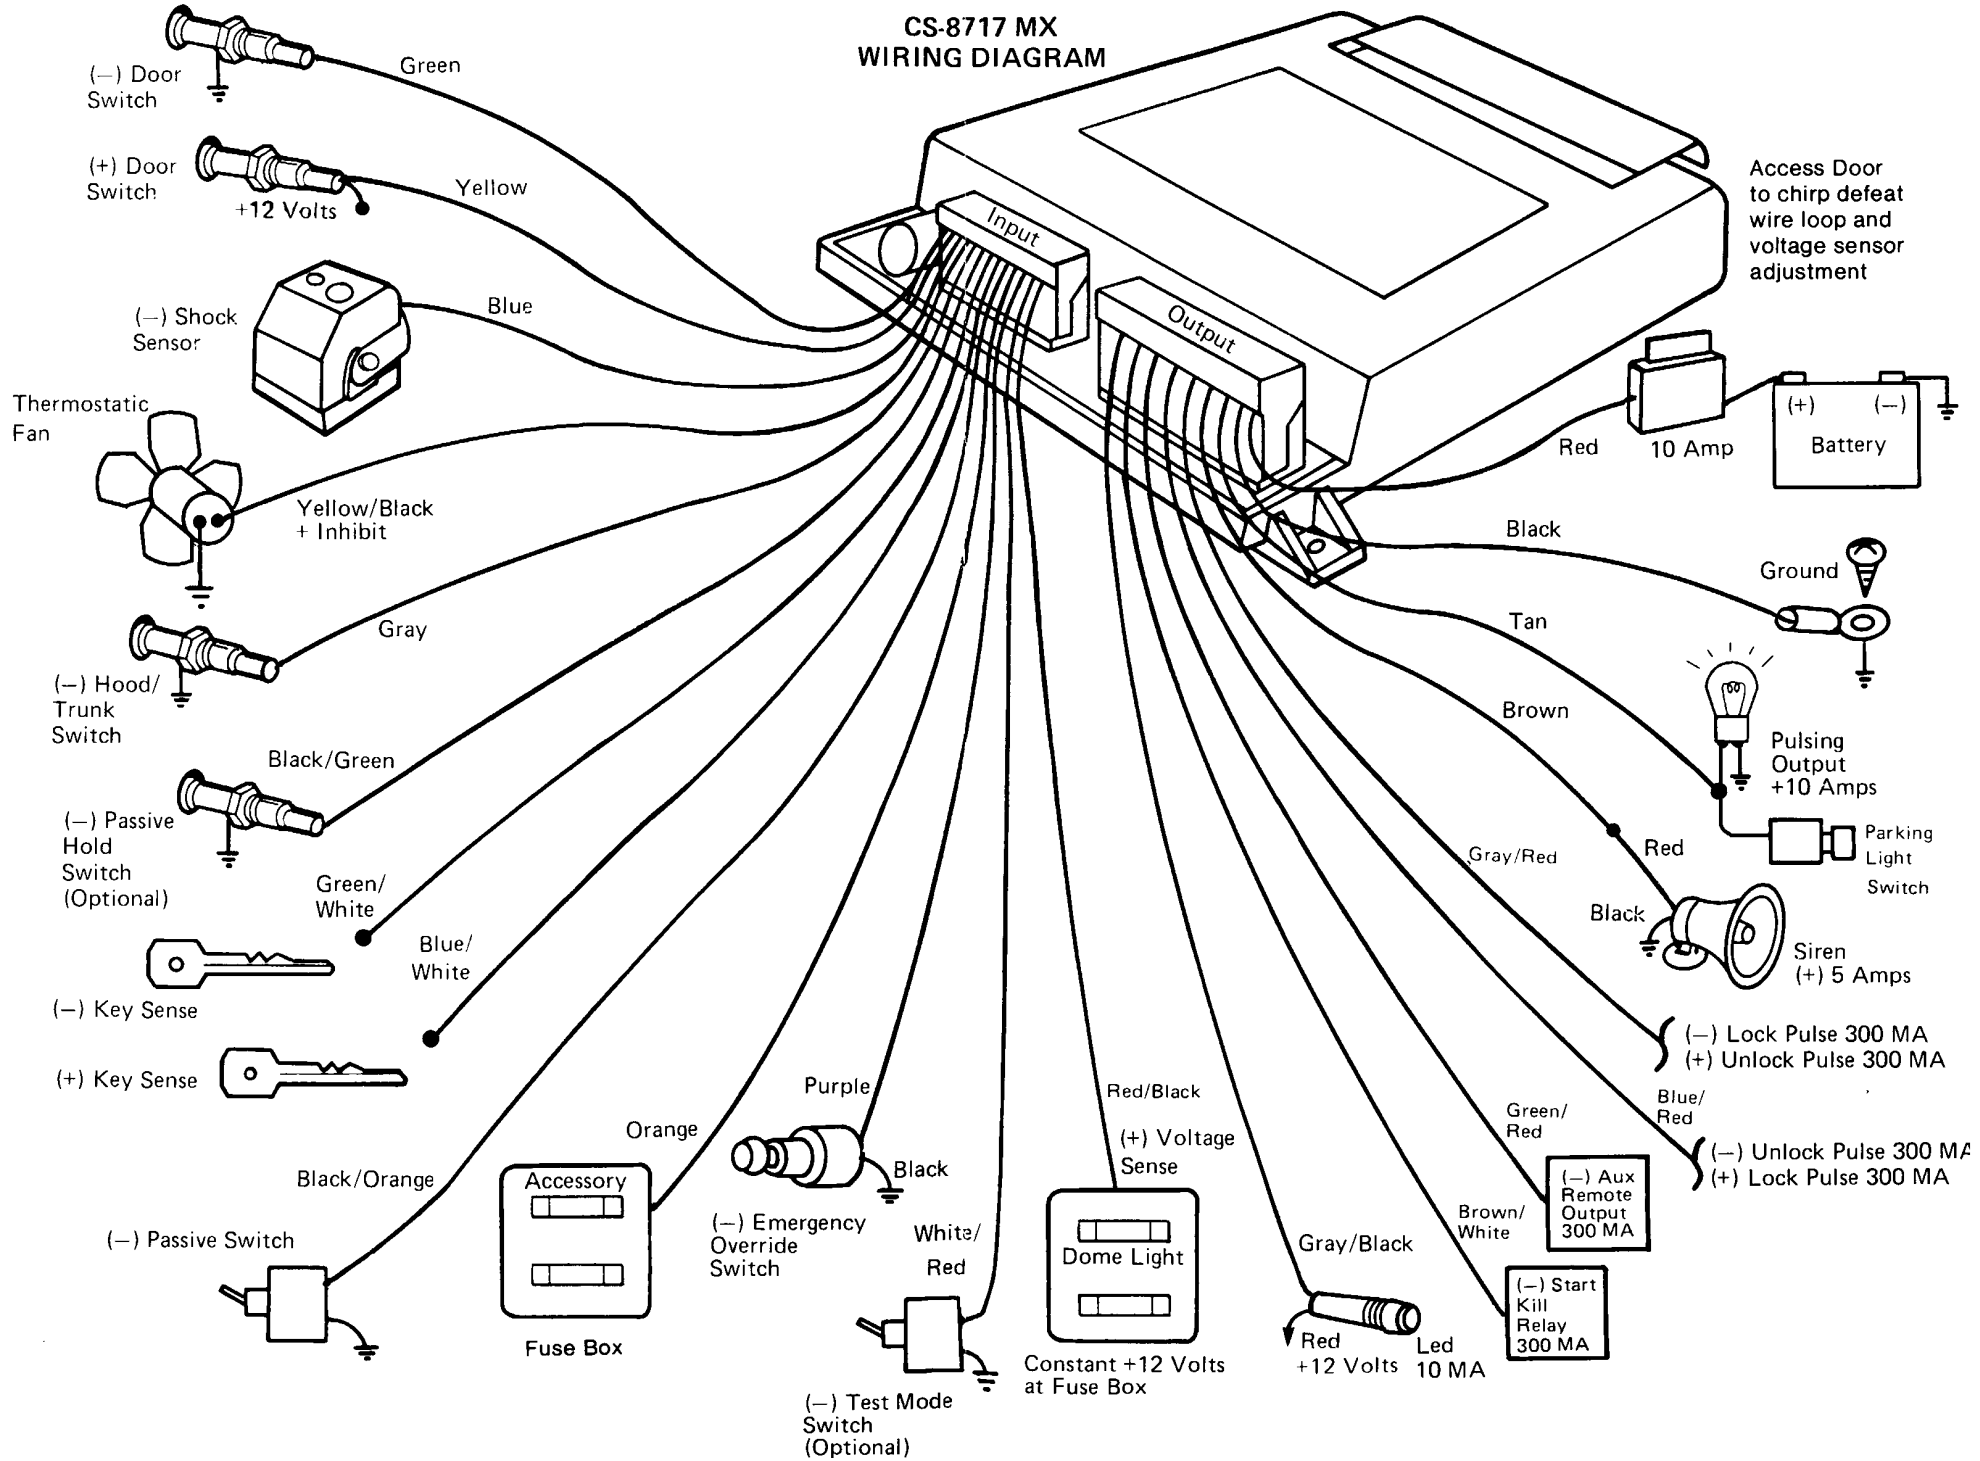 CS-8717 MX
WIRING DIAGRAM
Green
(—) Door
Switch
(+) Door
Switch
+12 Volts
Yellow
Input
Output
Access Door
to chirp defeat
wire loop and
voltage sensor
adjustment
(—) Shock
Sensor
Blue
Thermostatic
Fan
Yellow/Black
+ Inhibit
Red
10 Amp
(+)
(—)
Battery
Black
Ground
Gray
(—) Hood/
Trunk
Switch
Tan
Brown
Pulsing
Output
+10 Amps
Parking
Light
Switch
Black/Green
(—) Passive
Hold
Switch
(Optional)
Green/
White
(—) Key Sense
Blue/
White
(+) Key Sense
Gray/Red
Red
Black
Siren
(+) 5 Amps
(—) Lock Pulse 300 MA
(+) Unlock Pulse 300 MA
Blue/
Red
(—) Unlock Pulse 300 MA
(+) Lock Pulse 300 MA
Black/Orange
(—) Passive Switch
Orange
Accessory
Fuse Box
Purple
Black
(—) Emergency
Override
Switch
White/
Red
(—) Test Mode
Switch
(Optional)
Red/Black
(+) Voltage
Sense
Dome Light
Constant +12 Volts
at Fuse Box
Gray/Black
Red
+12 Volts
Led
10 MA
Green/
Red
(—) Aux
Remote
Output
300 MA
Brown/
White
(—) Start
Kill
Relay
300 MA